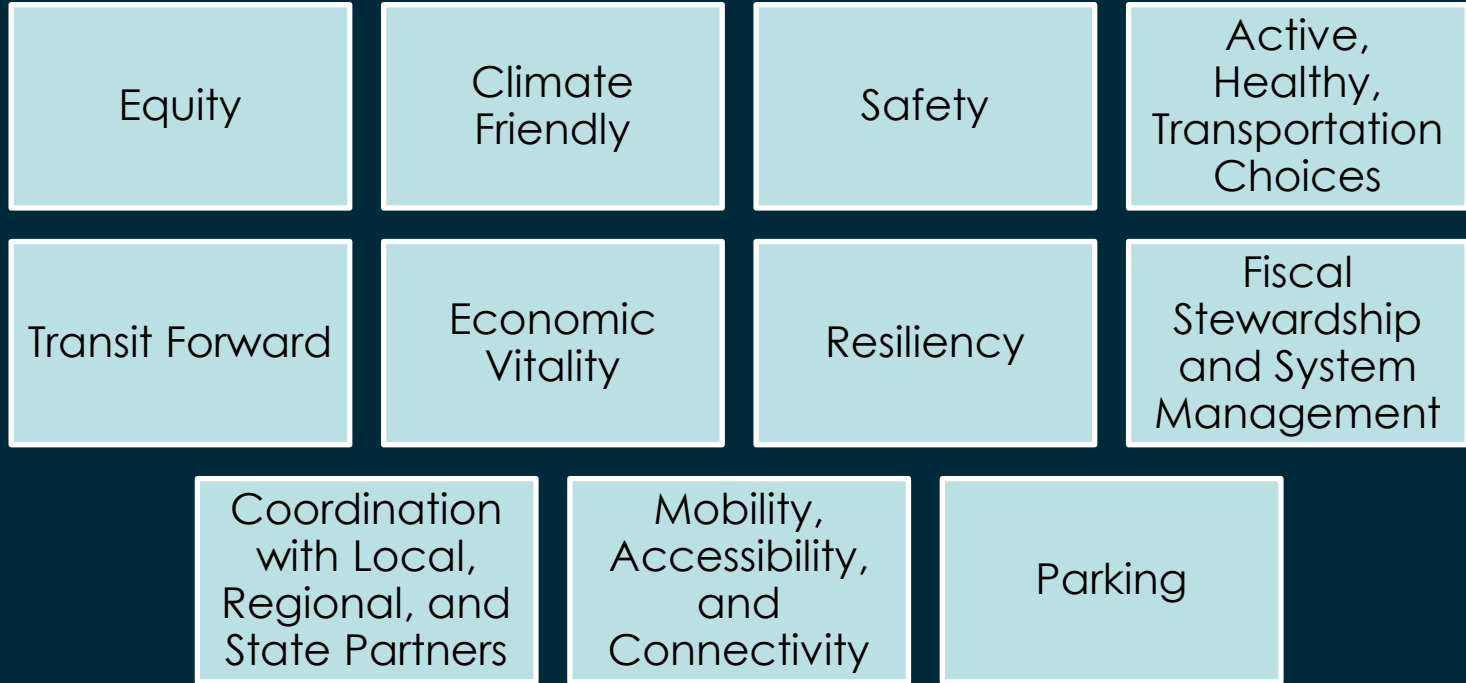 Equity
Climate
Friendly
Safety
Active,
Healthy,
Transportation
Choices
Transit Forward
Economic
Vitality
Resiliency
Fiscal
Stewardship
and System
Management
Coordination
with Local,
Regional, and
State Partners
Mobility,
Accessibility,
and
Connectivity
Parking